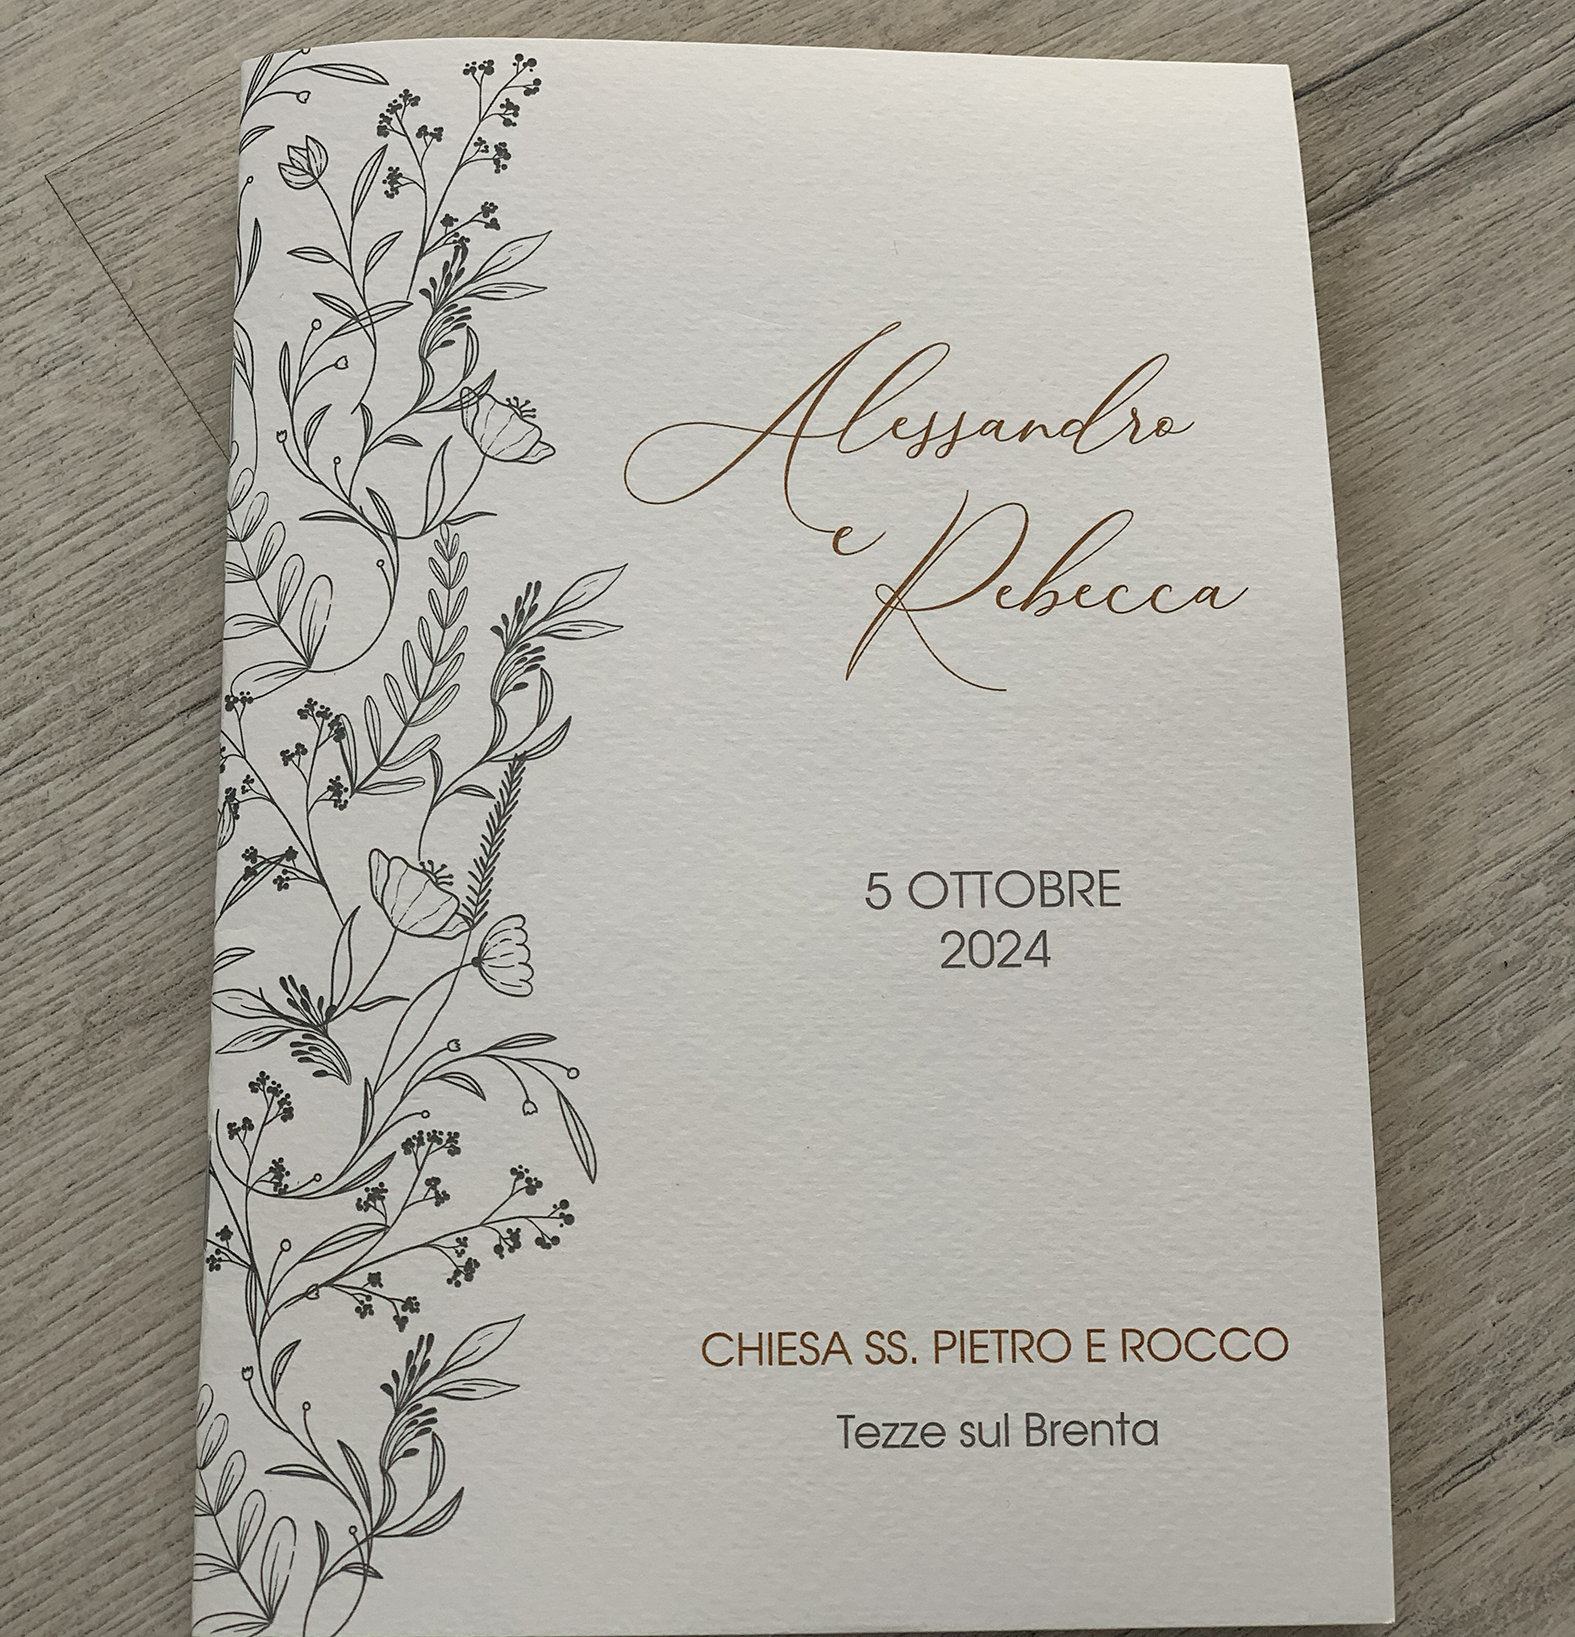 Alessandro
e
Rebecca
5 OTTOBRE
2024
CHIESA SS. PIETRO E ROCCO
Tezze sul Brenta